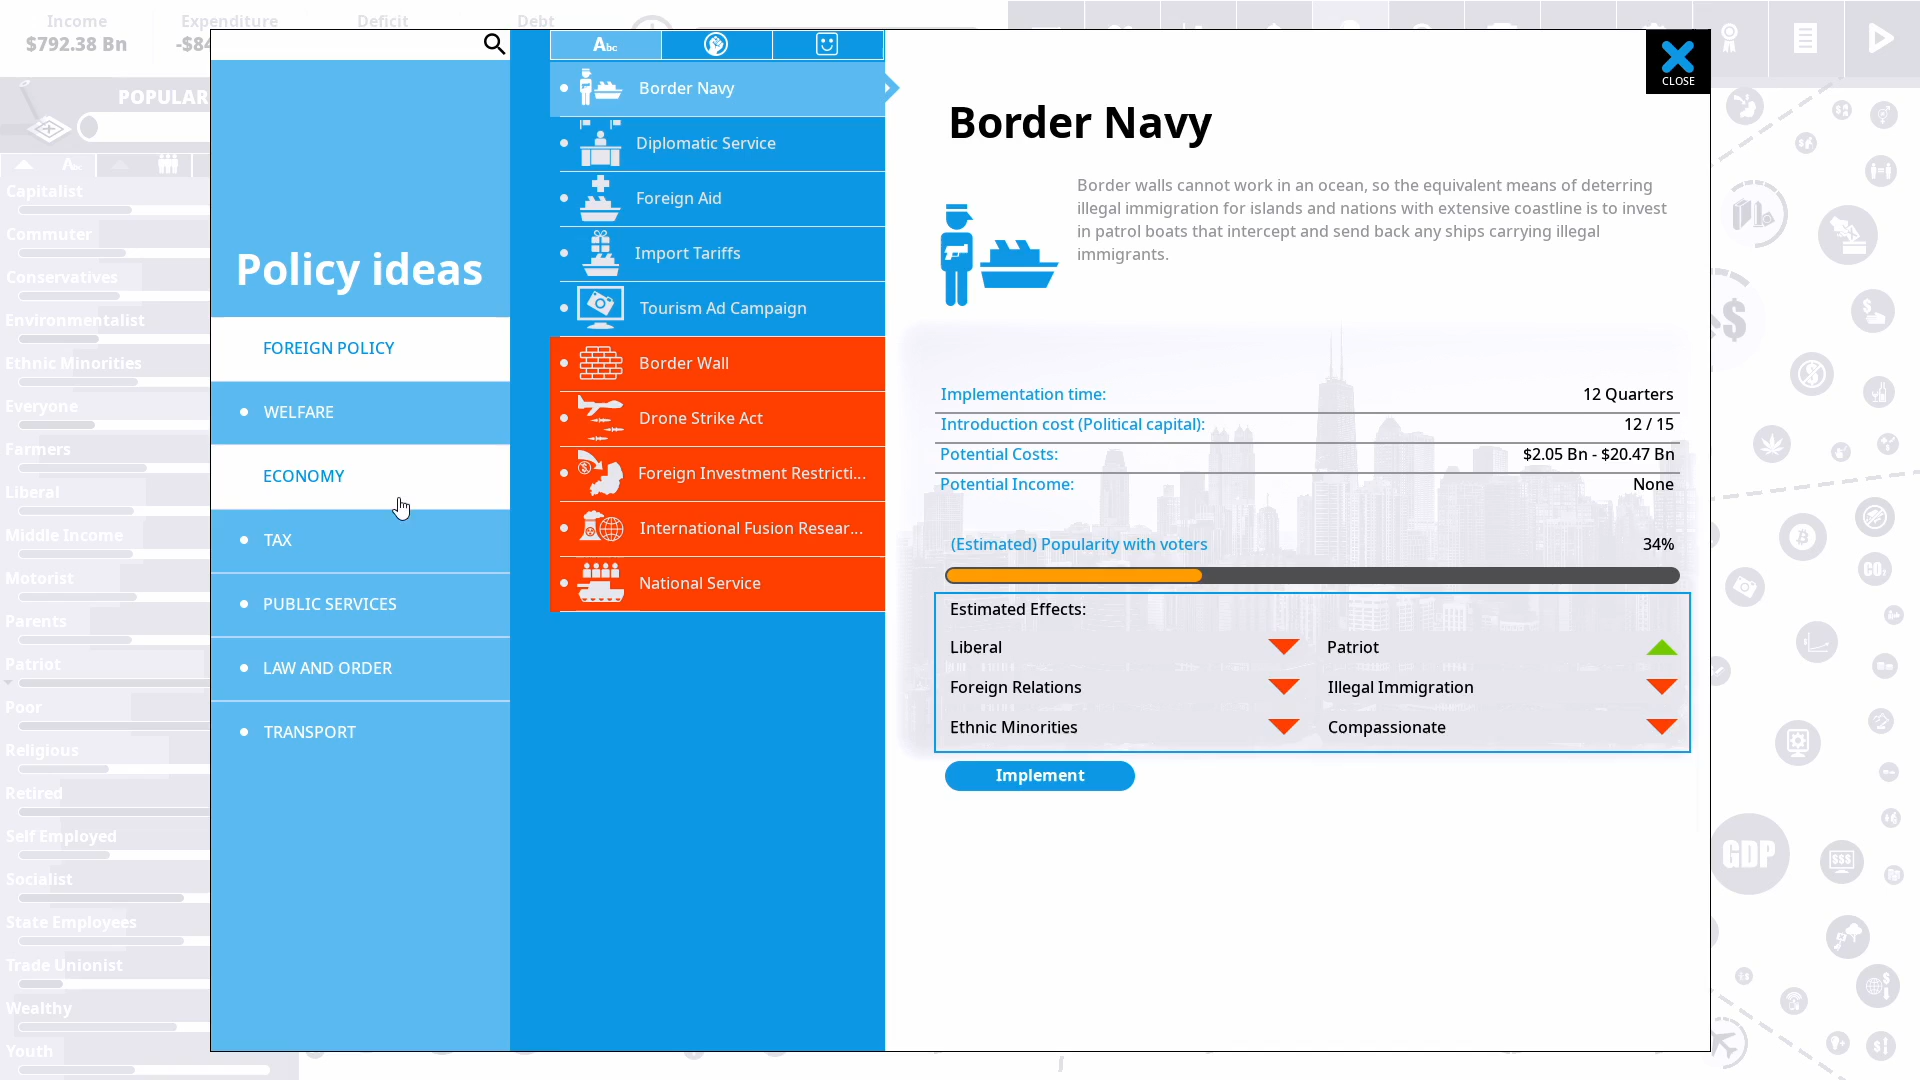 Income
Expenditure
Deficit
Debt
$792.38 Bn
-$84
POPULAR
Abc
Capitalist
Commuter
Conservatives
Environmentalist
Ethnic Minorities
Everyone
Farmers
Liberal
Middle Income
Motorist
Parents
Patriot
Poor
Religious
Retired
Self Employed
Socialist
State Employees
Trade Unionist
Wealthy
Youth
Policy ideas
FOREIGN POLICY
WELFARE
ECONOMY
TAX
PUBLIC SERVICES
LAW AND ORDER
TRANSPORT
Abc
Border Navy
Diplomatic Service
Foreign Aid
Import Tariffs
Tourism Ad Campaign
Border Wall
Drone Strike Act
Foreign Investment Restricti...
International Fusion Resear...
National Service
CLOSE
Border Navy
Border walls cannot work in an ocean, so the equivalent means of deterring
illegal immigration for islands and nations with extensive coastline is to invest
in patrol boats that intercept and send back any ships carrying illegal
immigrants.
Implementation time: 12 Quarters
Introduction cost (Political capital): 12 / 15
Potential Costs: $2.05 Bn - $20.47 Bn
Potential Income: None
(Estimated) Popularity with voters 34%
Estimated Effects:
Liberal Patriot
Foreign Relations Illegal Immigration
Ethnic Minorities Compassionate
Implement
CO2
GDP
$$$